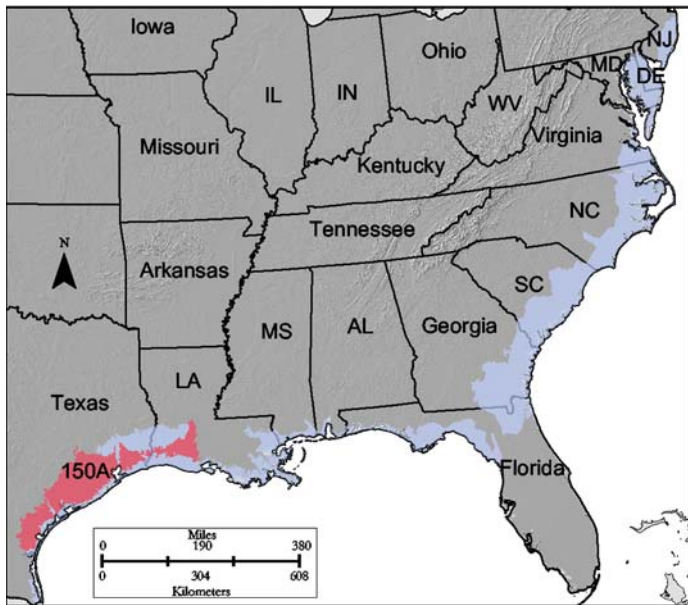 Iowa
Ohio
NJ
MD
DE
IL
IN
WV
Missouri
Virginia
Kentucky
NC
Tennessee
N
Arkansas
SC
MS
AL
Georgia
LA
Texas
150A
Florida
Miles
0 190 380
0 304 608
Kilometers